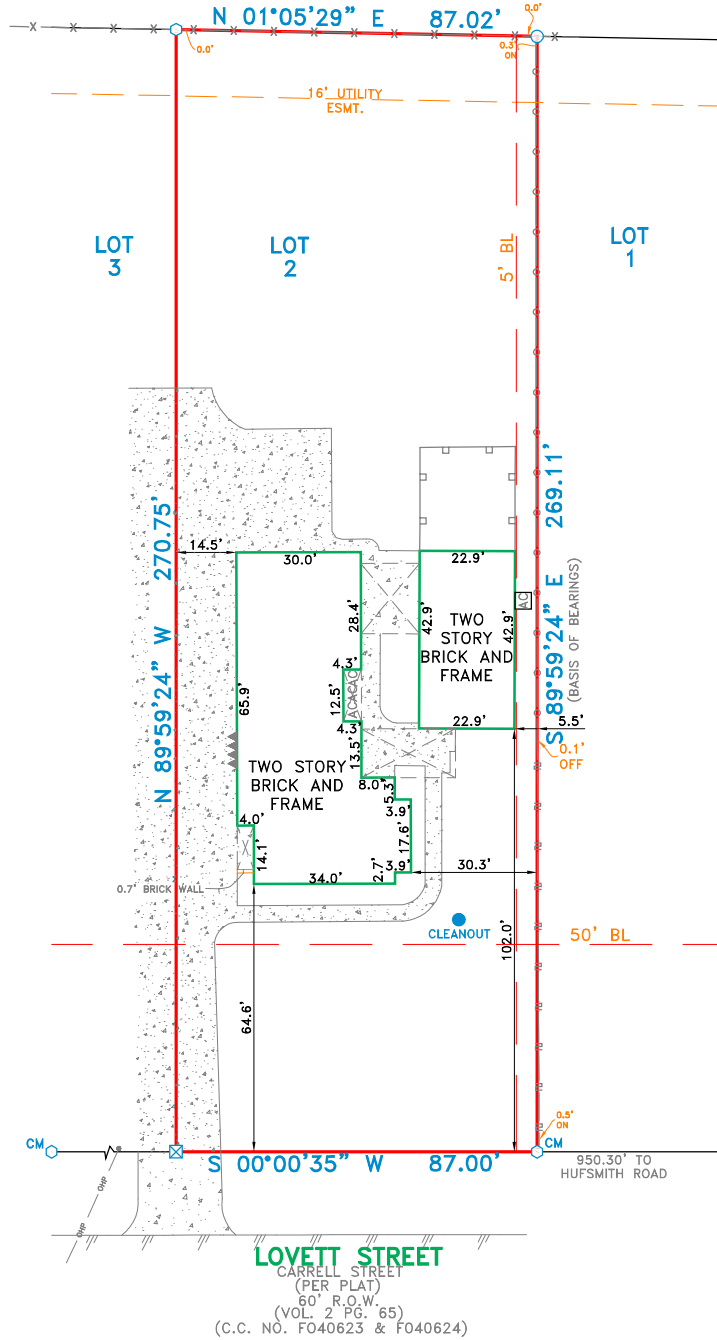 N 01°05'29" E 87.02'
0.0'
0.0'
0.3'
ON
16' UTILITY
ESMT.
LOT
3
LOT
2
5' BL
LOT
1
N 89°59'24" W 270.75'
S 89°59'24" E 269.11'
(BASIS OF BEARINGS)
14.5'
30.0'
22.9'
28.4'
42.9'
42.9'
AC
TWO
STORY
BRICK AND
FRAME
4.3'
12.5'
ACACAC
65.9'
4.3'
22.9'
5.5'
13.5'
0.1'
OFF
TWO STORY
BRICK AND
FRAME
8.0'
5.3'
3.9'
17.6'
4.0'
14.1'
3.9'
2.7'
30.3'
34.0'
0.7' BRICK WALL
CLEANOUT
50' BL
102.0'
64.6'
0.5'
ON
CM
CM
S 00°00'35" W 87.00'
950.30' TO
HUFSMITH ROAD
OHP
OHP
LOVETT STREET
CARRELL STREET
(PER PLAT)
60' R.O.W.
(VOL. 2 PG. 65)
(C.C. NO. F040623 & F040624)